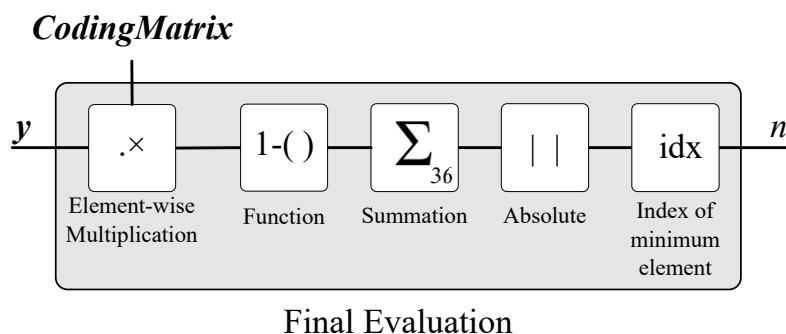 CodingMatrix
y
n
.×
1-( )
∑
36
| |
idx
Element-wise
Multiplication
Function
Summation
Absolute
Index of
minimum
element
Final Evaluation